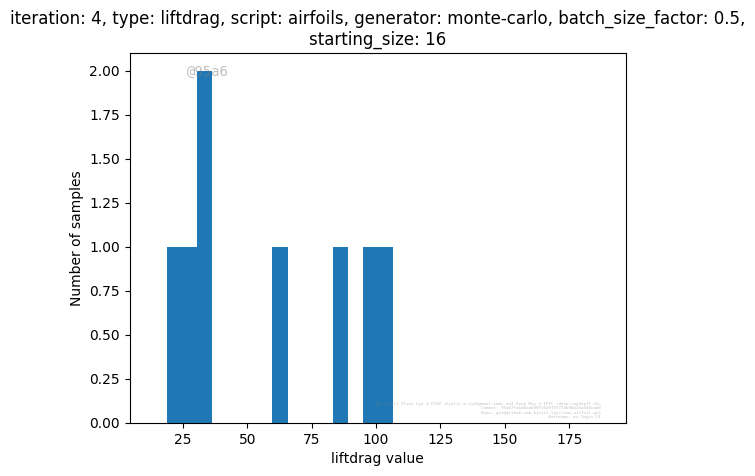 iteration: 4, type: liftdrag, script: airfoils, generator: monte-carlo, batch_size_factor: 0.5,
starting_size: 16
@95a6
2.00
1.75
1.50
1.25
1.00
0.75
0.50
0.25
0.00
Number of samples
25 50 75 100 125 150 175
liftdrag value